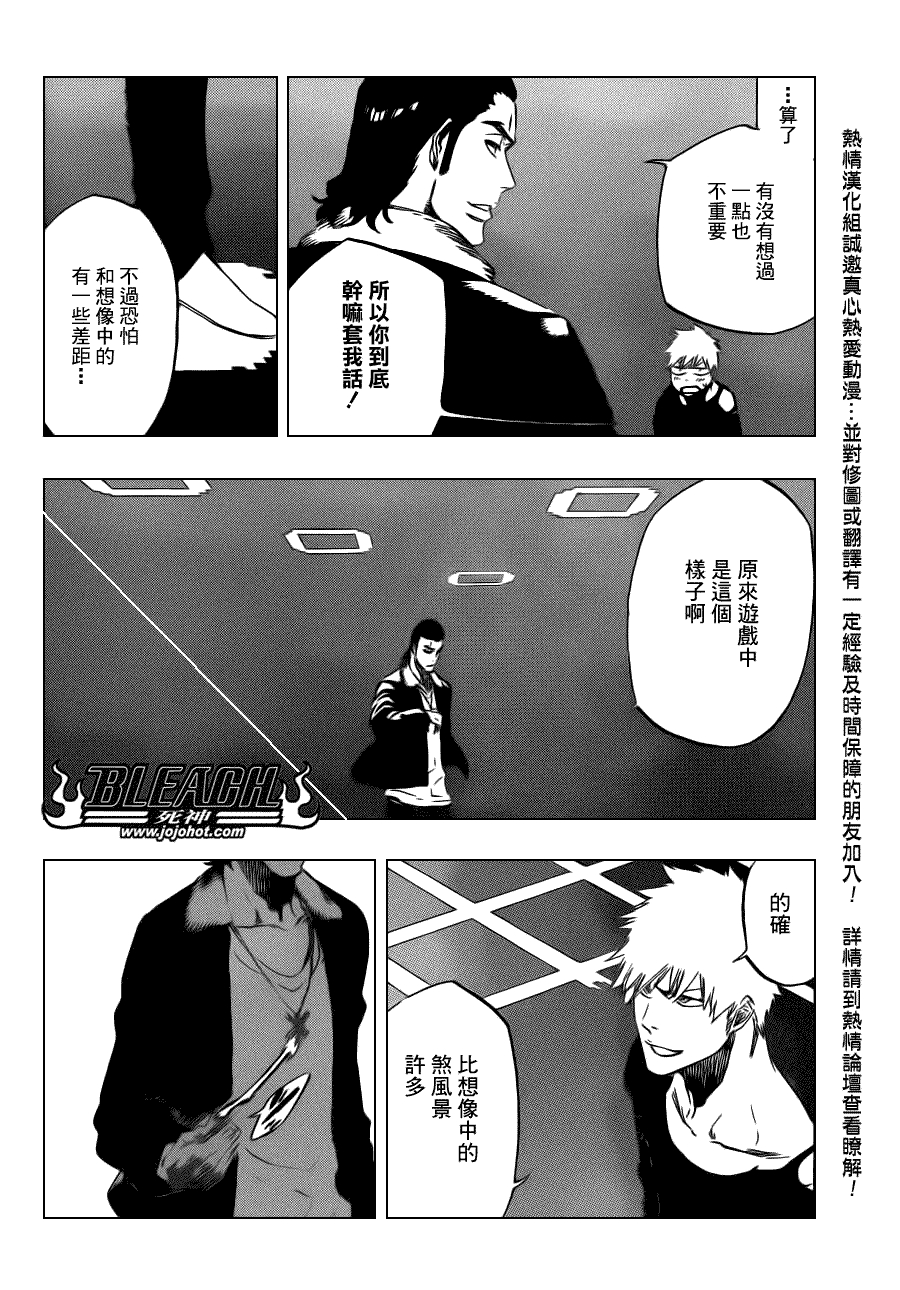 …算了
有沒有想過
一點也
不重要
所以你到底
幹嘛套我話！
不過恐怕
和想像中的
有一些差距…
原來遊戲中
是這個
樣子啊
BLEACH
死神
www.jojohot.com
的確
比想像中的
煞風景
許多
熱情漢化組誠邀真心熱愛動漫…並對修圖或翻譯有一定經驗及時間保障的朋友加入！ 詳情請到熱情論壇查看瞭解！